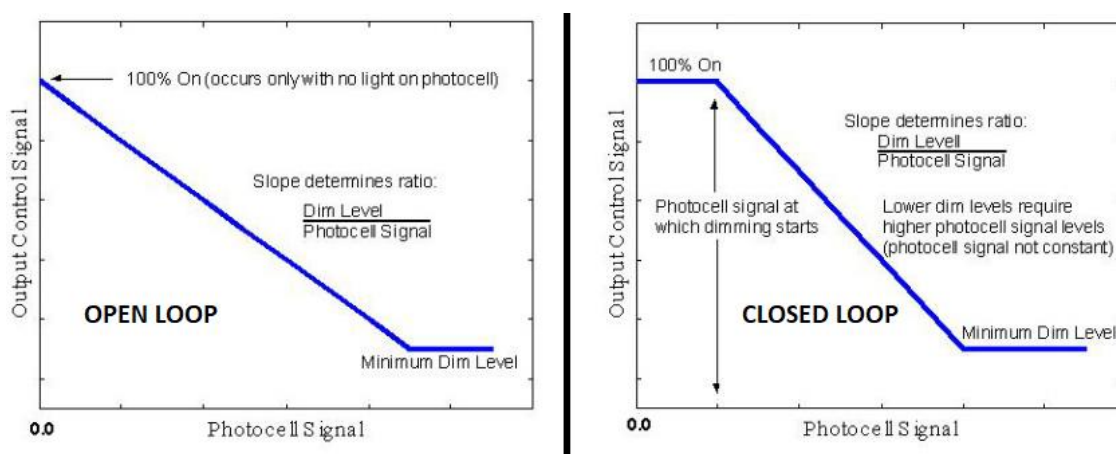 Output Control Signal
100% On (occurs only with no light on photocell)
Slope determines ratio:
Dim Level
Photocell Signal
OPEN LOOP
Minimum Dim Level
0.0
Photocell Signal
Output Control Signal
100% On
Slope determines ratio:
Dim Levell
Photocell Signal
Photocell signal at
which dimming starts
Lower dim levels require
higher photocell signal levels
(photocell signal not constant)
CLOSED LOOP
Minimum Dim Level
0.0
Photocell Signal